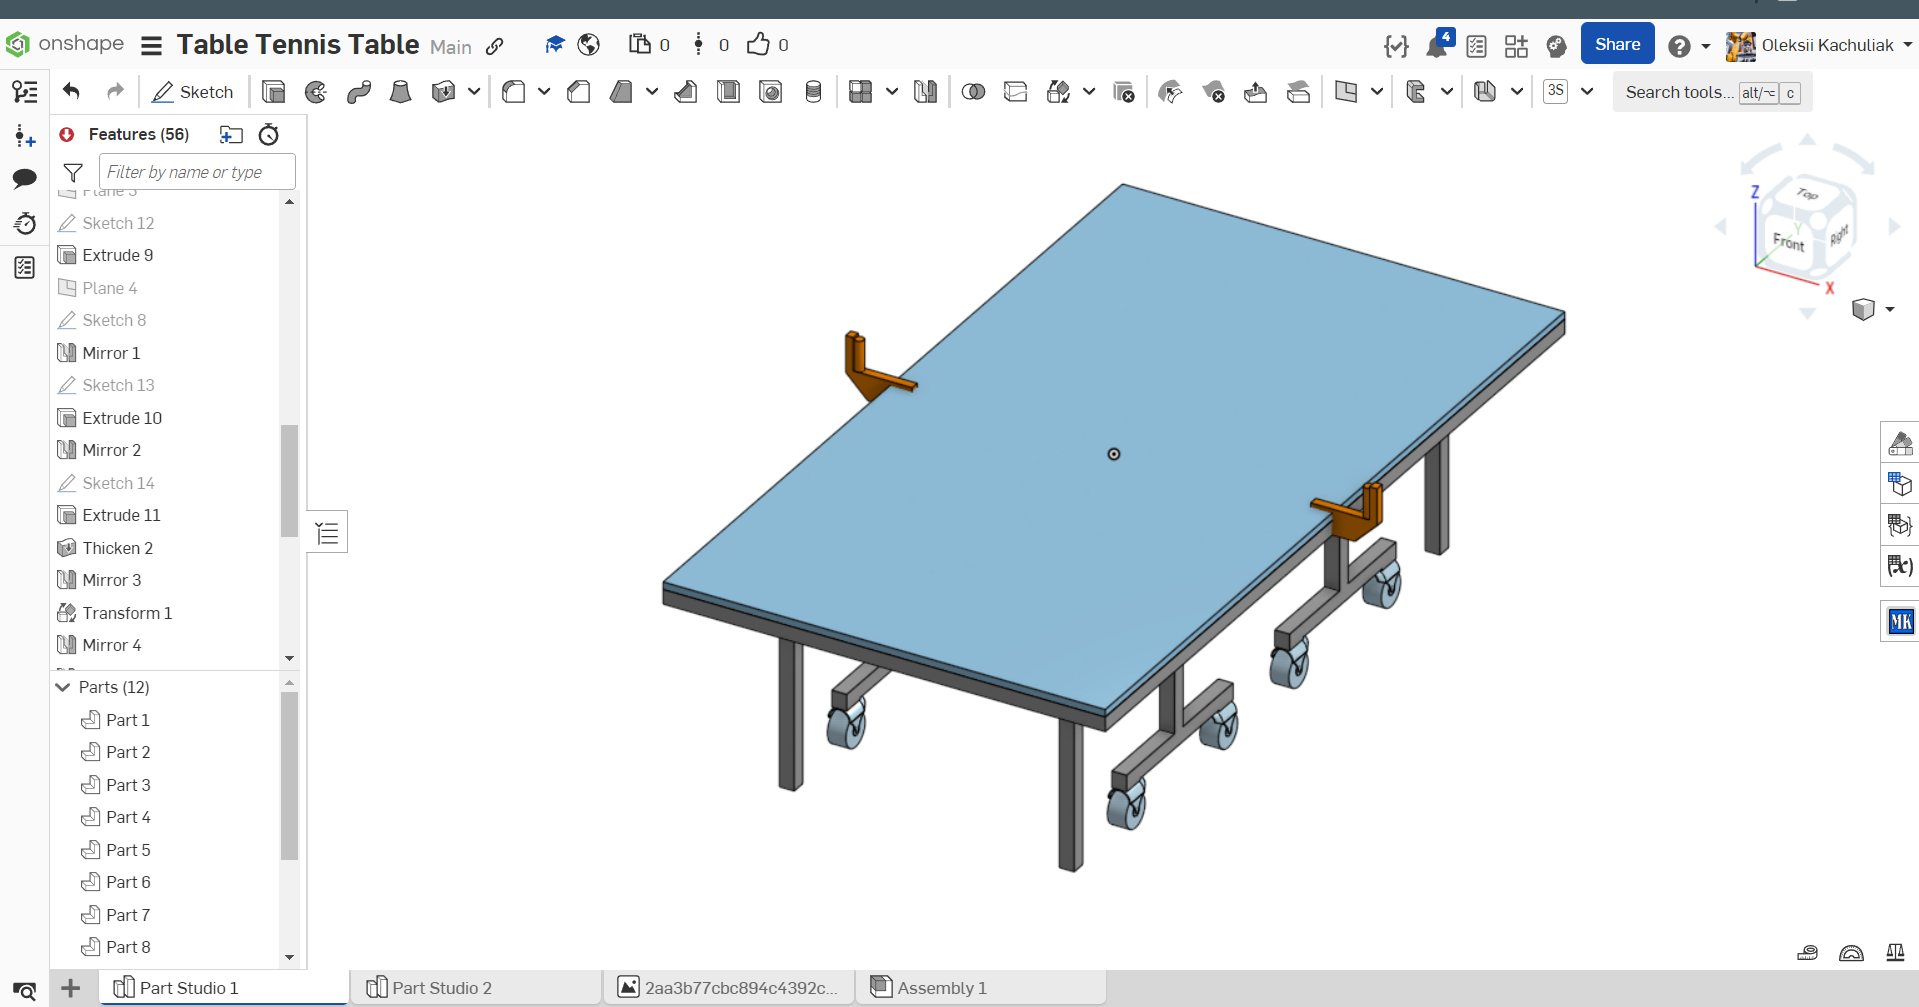 onshape Table Tennis Table Main 0 0 0 4 Share Oleksii Kachuliak
Sketch 3S Search tools... alt/⌥ c
Features (56)
Filter by name or type
Plane 3
Sketch 12
Extrude 9
Plane 4
Sketch 8
Mirror 1
Sketch 13
Extrude 10
Mirror 2
Sketch 14
Extrude 11
Thicken 2
Mirror 3
Transform 1
Mirror 4
Parts (12)
Part 1
Part 2
Part 3
Part 4
Part 5
Part 6
Part 7
Part 8
Z
Top
Y
Front
Right
X
(x)
MK
Part Studio 1
Part Studio 2
2aa3b77cbc894c4392c...
Assembly 1